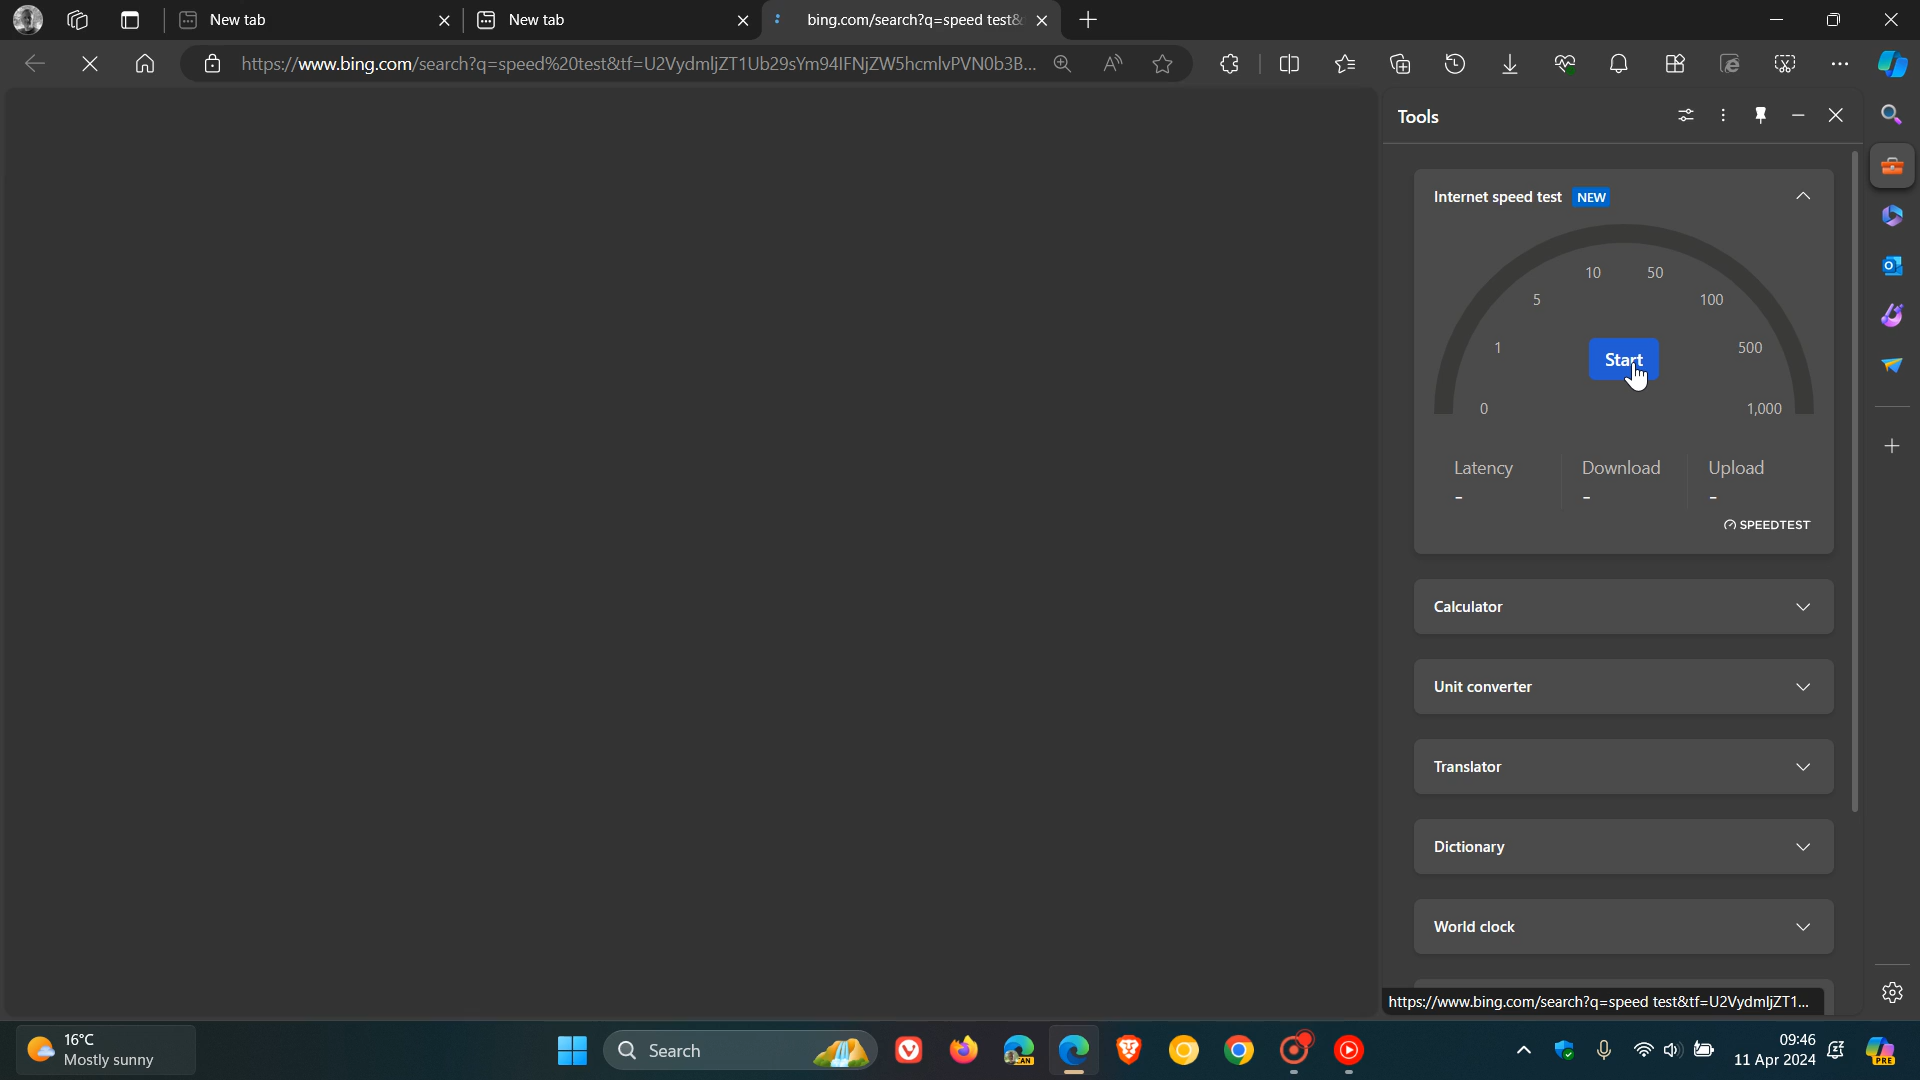 New tab
New tab
bing.com/search?q=speed test&
https://www.bing.com/search?q=speed%20test&tf=U2VydmljZT1Ub29sYm94IFNjZW5hcmlvPVN0b3B...
Tools
Internet speed test NEW
10 50
5 100
1 500
Start
0 1,000
Latency Download Upload
- - -
SPEEDTEST
Calculator
Unit converter
Translator
Dictionary
World clock
https://www.bing.com/search?q=speed test&tf=U2VydmljZT1...
16°C
Mostly sunny
Search
CAN
09:46
11 Apr 2024
PRE